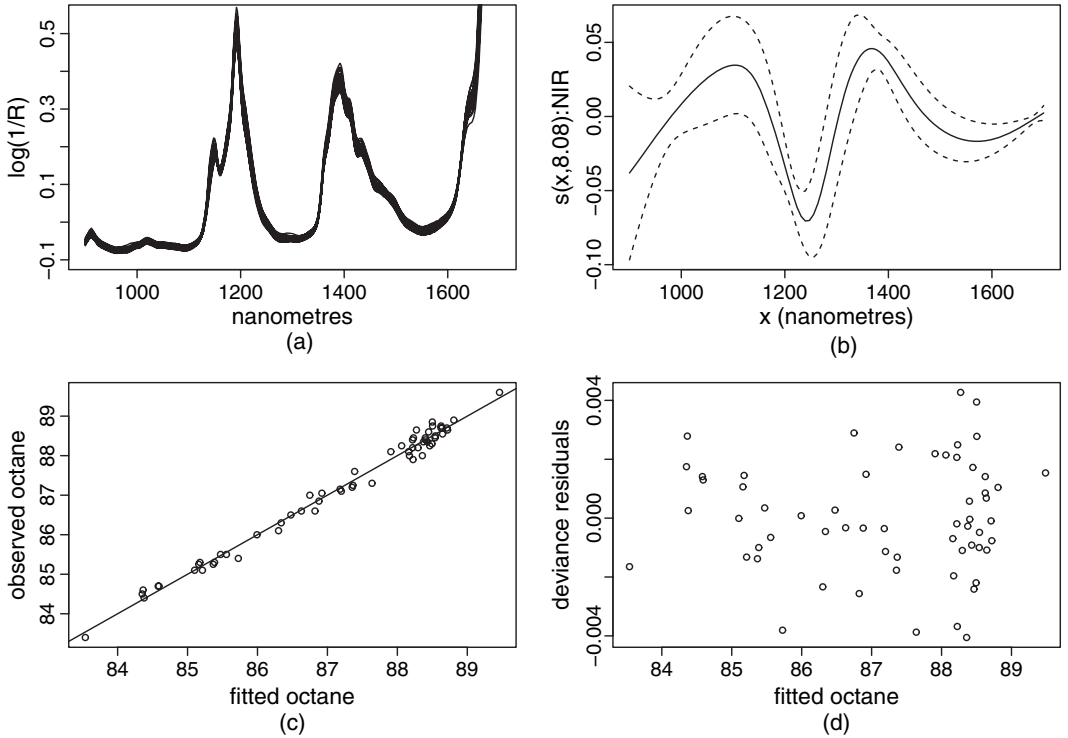 log(1/R)
0.5
0.3
0.1
−0.1
1000 1200 1400 1600
nanometres
(a)
s(x,8.08):NIR
0.05
0.00
−0.05
−0.10
1000 1200 1400 1600
x (nanometres)
(b)
observed octane
89
88
87
86
85
84
84 85 86 87 88 89
fitted octane
(c)
deviance residuals
0.004
0.000
−0.004
84 85 86 87 88 89
fitted octane
(d)